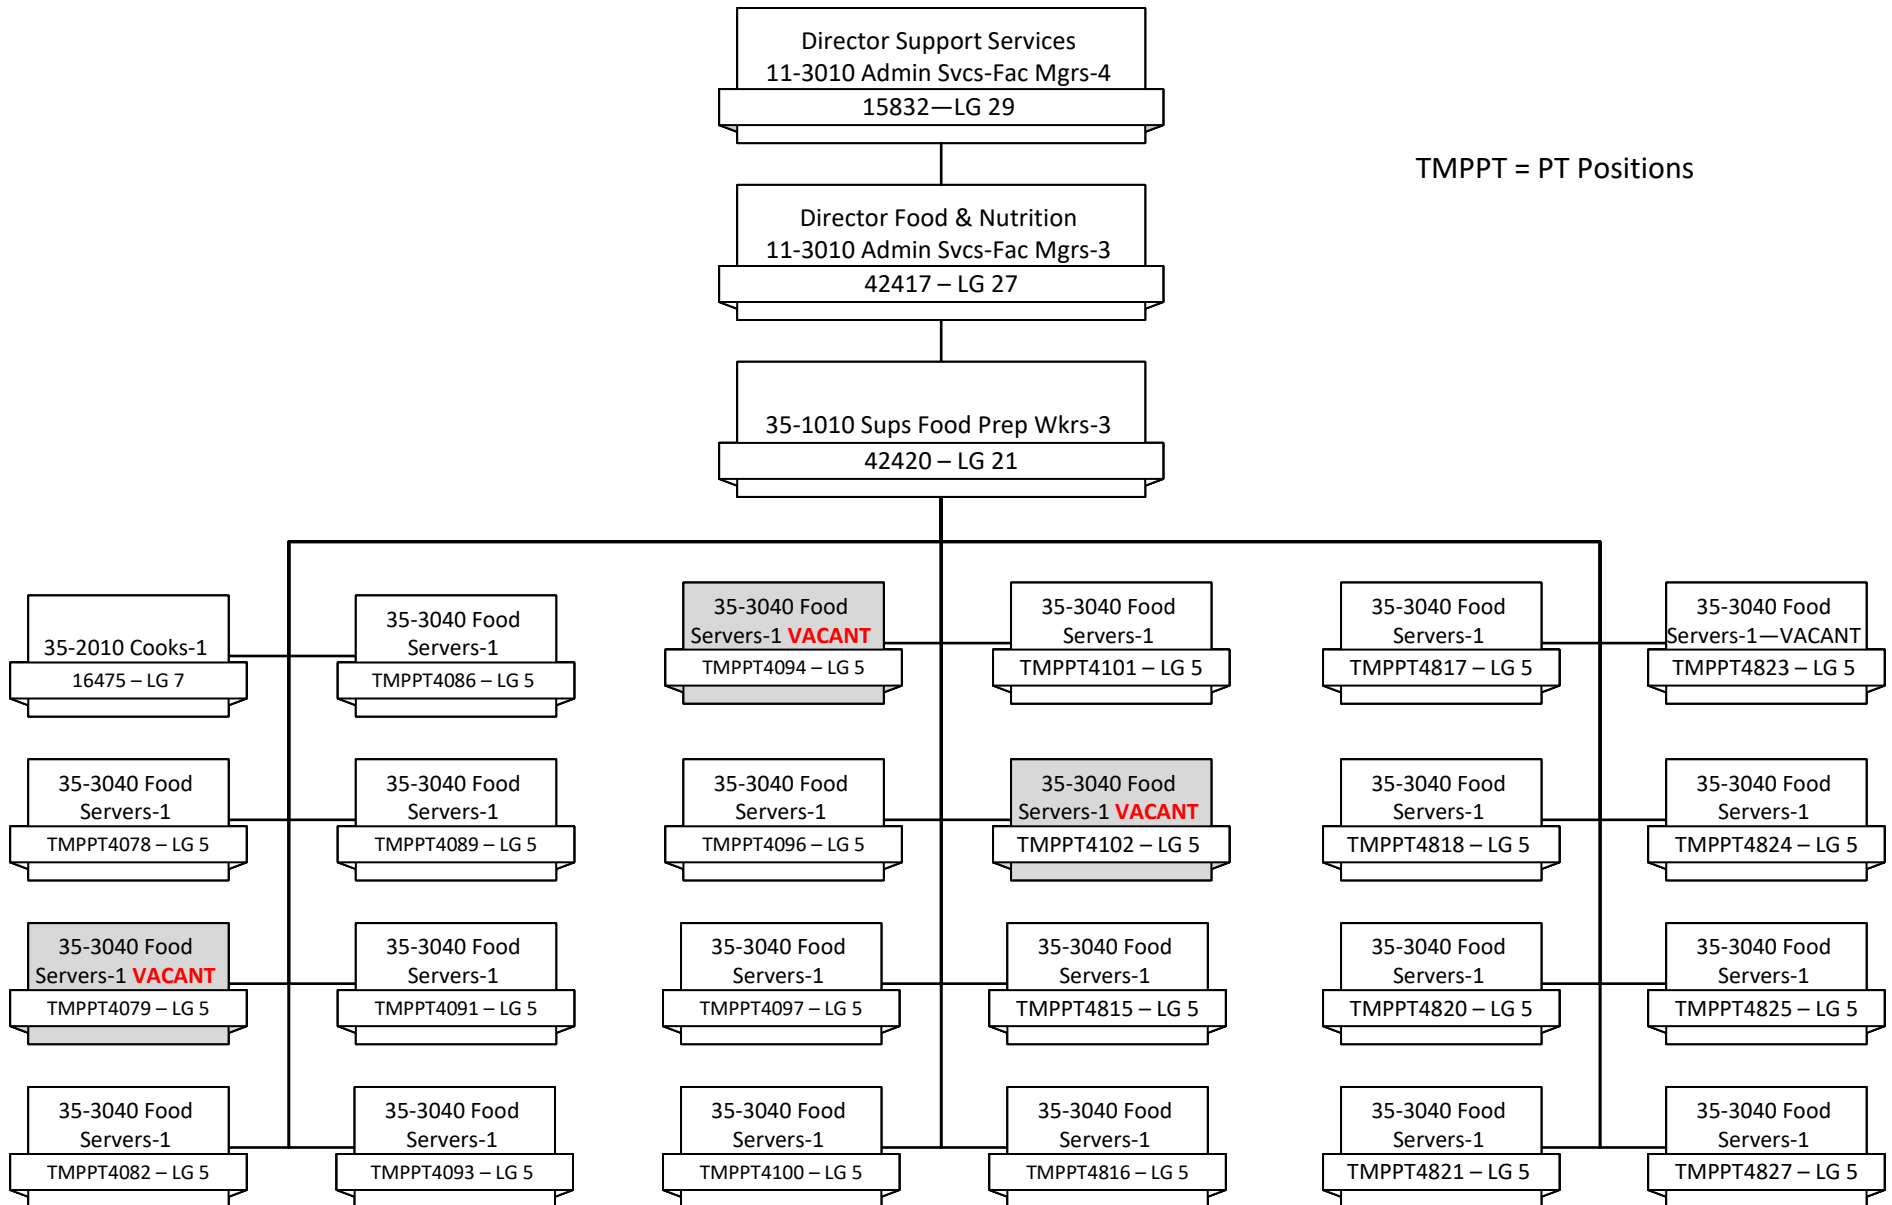 Director Support Services
11-3010 Admin Svcs-Fac Mgrs-4
15832—LG 29
TMPPT = PT Positions
Director Food & Nutrition
11-3010 Admin Svcs-Fac Mgrs-3
42417 – LG 27
35-1010 Sups Food Prep Wkrs-3
42420 – LG 21
35-2010 Cooks-1
16475 – LG 7
35-3040 Food
Servers-1
TMPPT4086 – LG 5
35-3040 Food
Servers-1 VACANT
TMPPT4094 – LG 5
35-3040 Food
Servers-1
TMPPT4101 – LG 5
35-3040 Food
Servers-1
TMPPT4817 – LG 5
35-3040 Food
Servers-1—VACANT
TMPPT4823 – LG 5
35-3040 Food
Servers-1
TMPPT4078 – LG 5
35-3040 Food
Servers-1
TMPPT4089 – LG 5
35-3040 Food
Servers-1
TMPPT4096 – LG 5
35-3040 Food
Servers-1 VACANT
TMPPT4102 – LG 5
35-3040 Food
Servers-1
TMPPT4818 – LG 5
35-3040 Food
Servers-1
TMPPT4824 – LG 5
35-3040 Food
Servers-1 VACANT
TMPPT4079 – LG 5
35-3040 Food
Servers-1
TMPPT4091 – LG 5
35-3040 Food
Servers-1
TMPPT4097 – LG 5
35-3040 Food
Servers-1
TMPPT4815 – LG 5
35-3040 Food
Servers-1
TMPPT4820 – LG 5
35-3040 Food
Servers-1
TMPPT4825 – LG 5
35-3040 Food
Servers-1
TMPPT4082 – LG 5
35-3040 Food
Servers-1
TMPPT4093 – LG 5
35-3040 Food
Servers-1
TMPPT4100 – LG 5
35-3040 Food
Servers-1
TMPPT4816 – LG 5
35-3040 Food
Servers-1
TMPPT4821 – LG 5
35-3040 Food
Servers-1
TMPPT4827 – LG 5